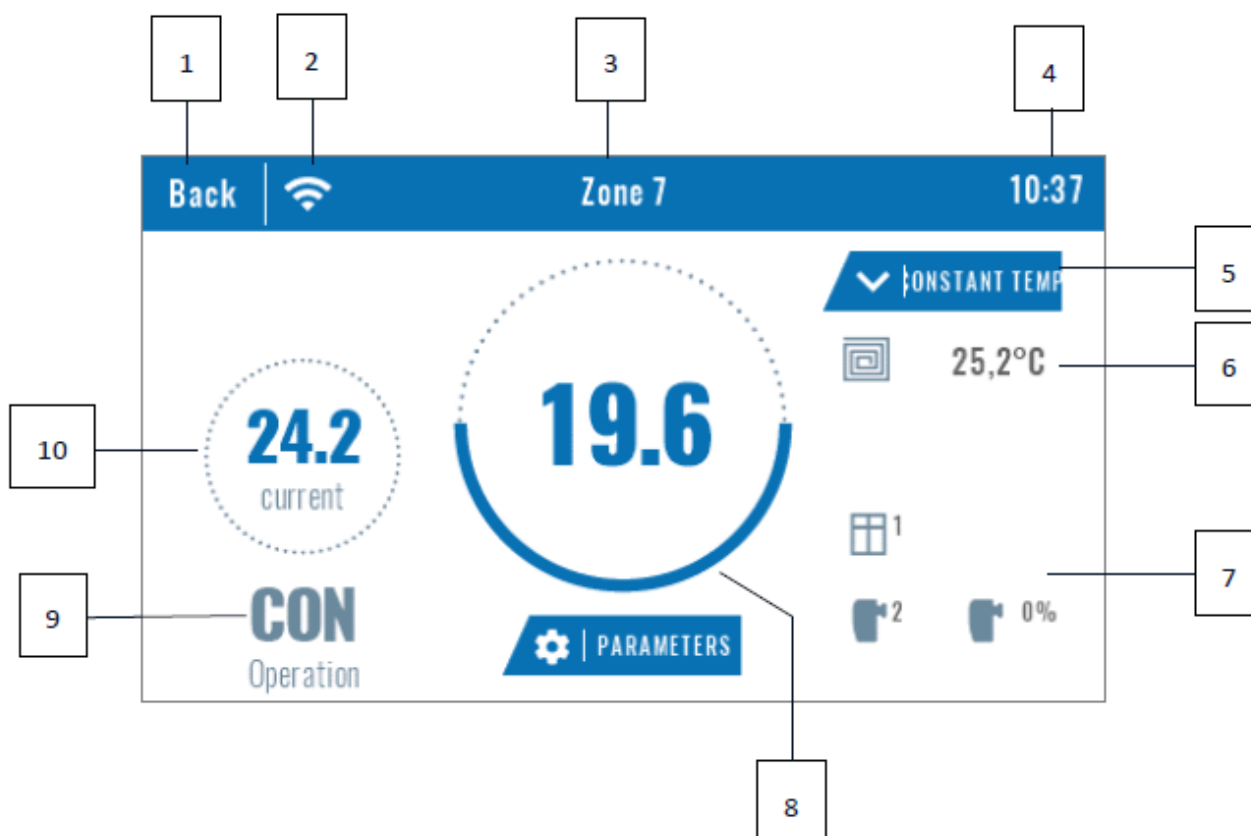 1
2
3
4
Back
Zone 7
10:37
CONSTANT TEMP
5
25,2°C
6
19.6
24.2
current
10
1
7
2
0%
CON
Operation
9
PARAMETERS
8